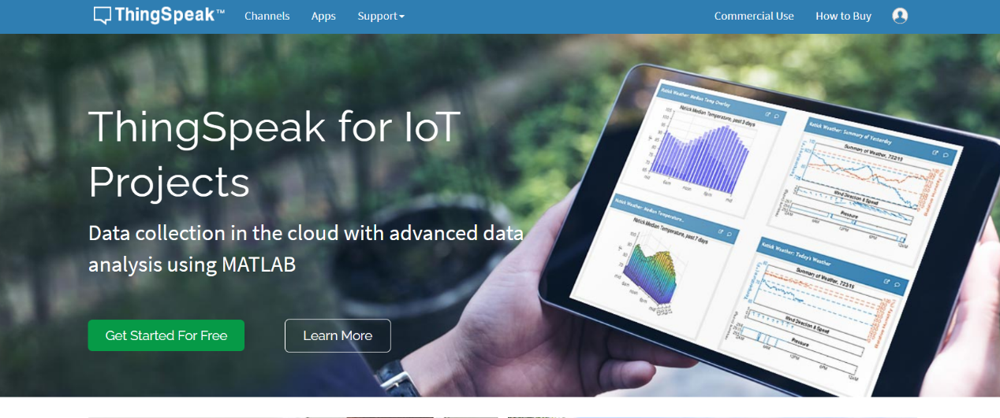 ThingSpeak™
Channels
Apps
Support
Commercial Use
How to Buy
ThingSpeak for IoT
Projects
Data collection in the cloud with advanced data
analysis using MATLAB
Get Started For Free
Learn More
Natick Weather: Median Temp Overlay
Natick Median Temperature, past 3 days
Natick Weather: Summary of Yesterday
Summary of Weather, 7/22/15
Wind Direction & Speed
Pressure
Natick Weather: Median Temperature...
Natick Median Temperature, past 7 days
Natick Weather: Today's Weather
Summary of Weather, 7/23/15
Wind Direction & Speed
Pressure